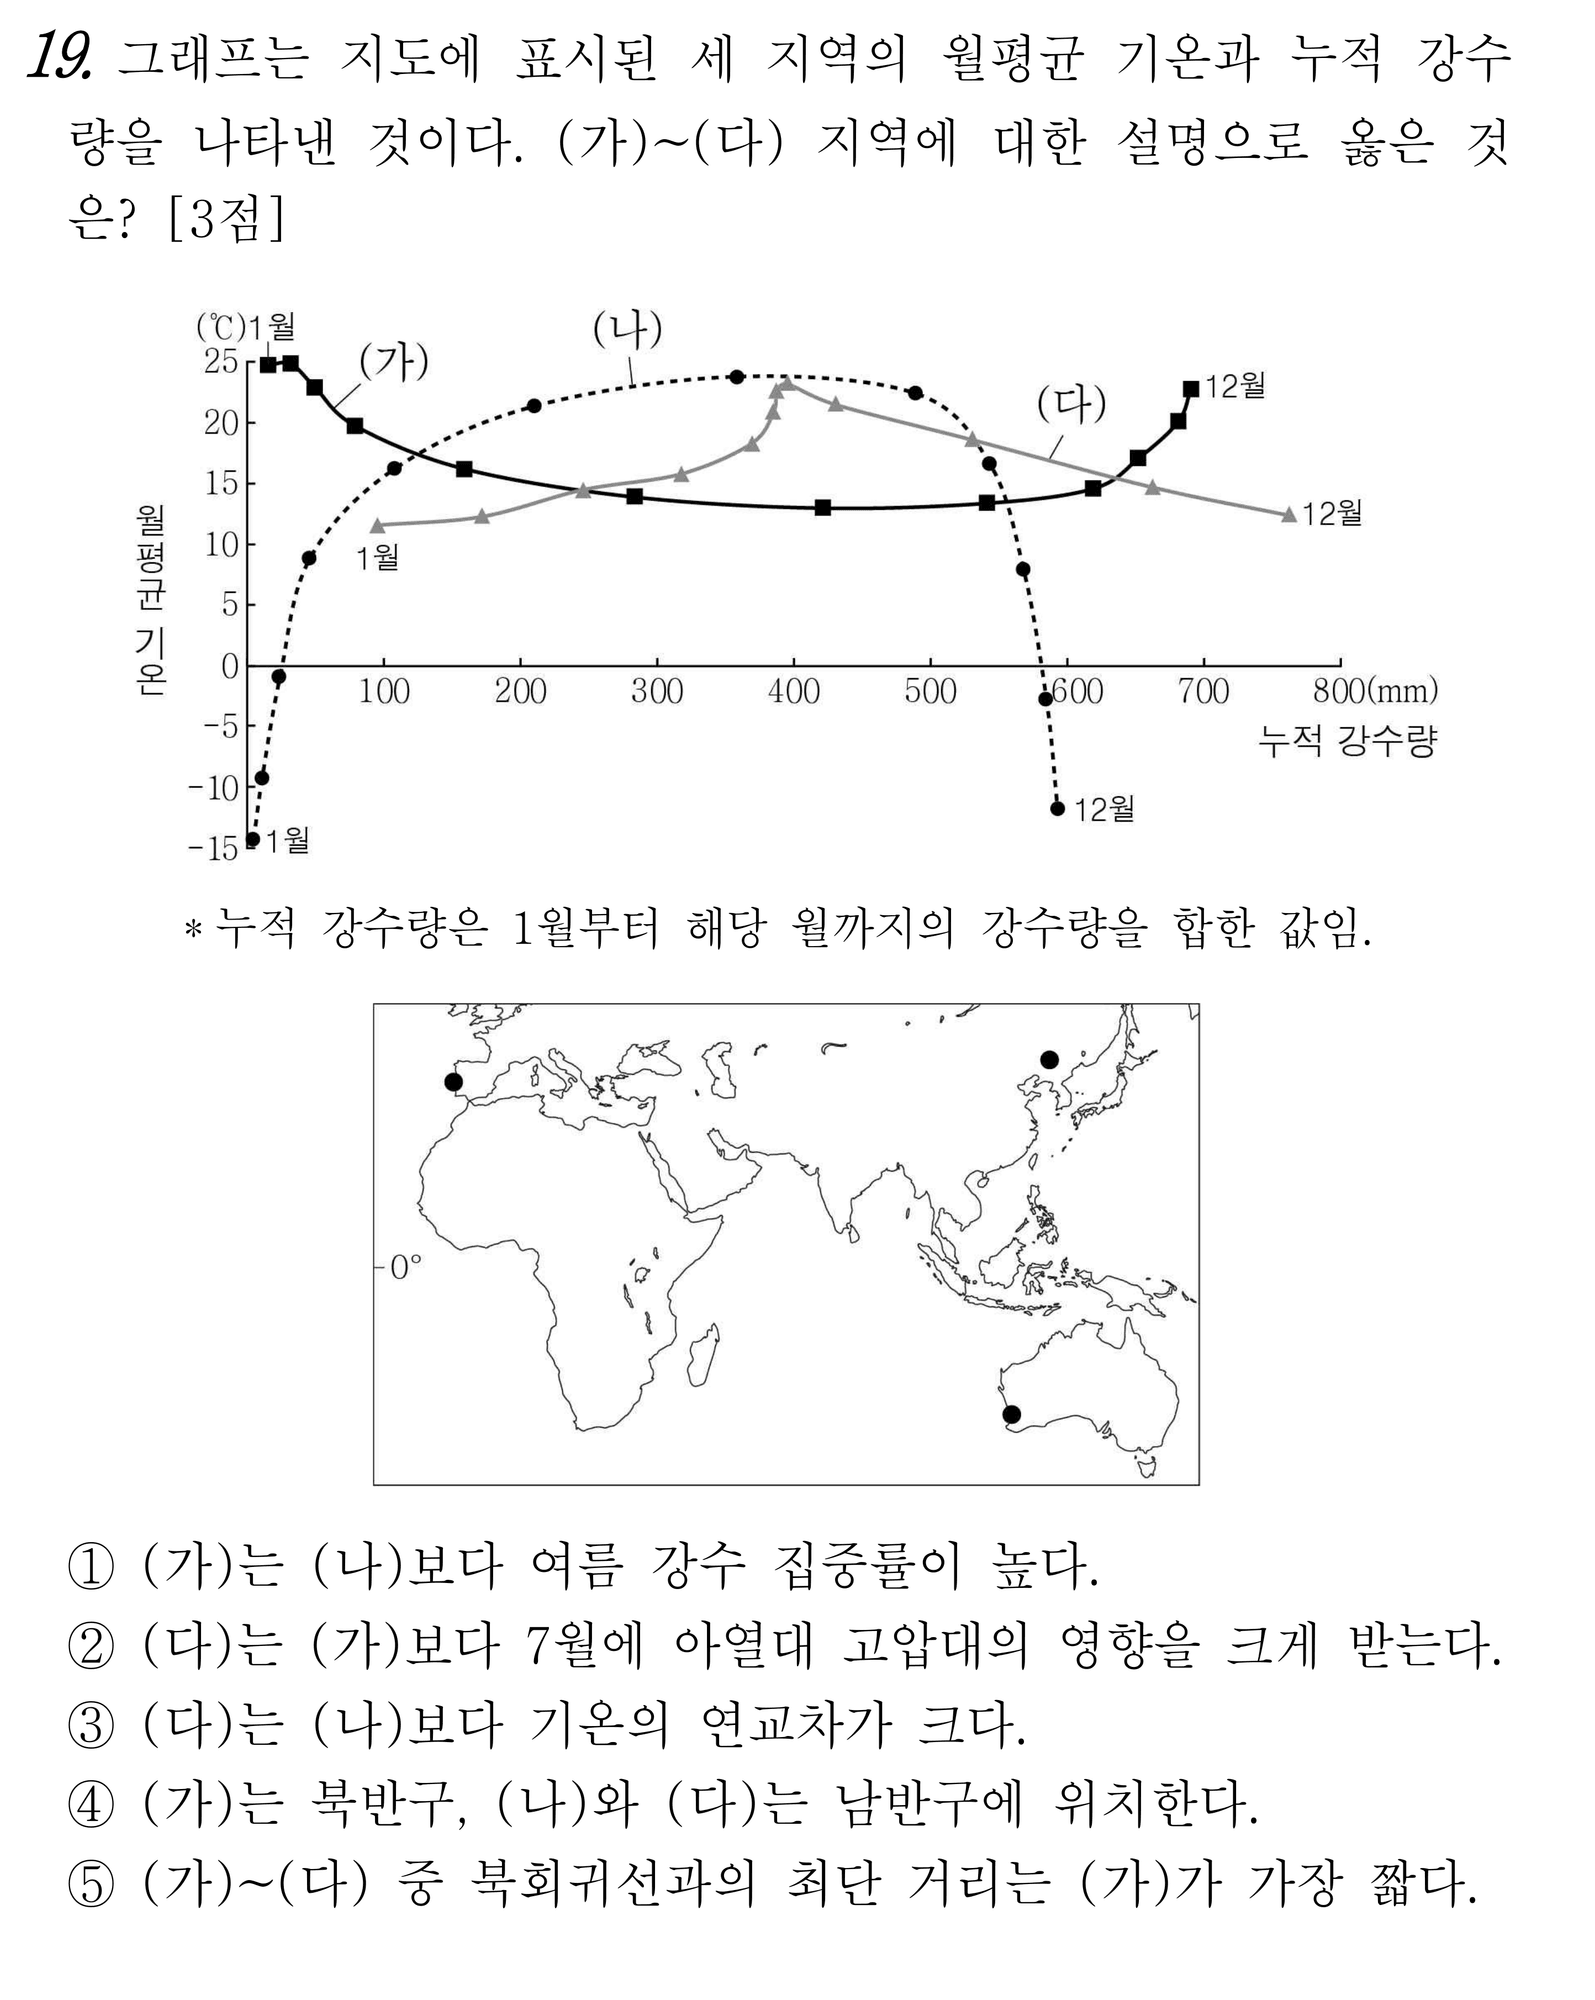 19. 그래프는 지도에 표시된 세 지역의 월평균 기온과 누적 강수
량을 나타낸 것이다. (가)~(다) 지역에 대한 설명으로 옳은 것
은? [3점]
(℃)1월
(가)
(나)
(다)
12월
12월
1월
12월
1월
월평균 기온
25
20
15
10
5
0
-5
-10
-15
100 200 300 400 500 600 700 800(mm)
누적 강수량
* 누적 강수량은 1월부터 해당 월까지의 강수량을 합한 값임.
0°
① (가)는 (나)보다 여름 강수 집중률이 높다.
② (다)는 (가)보다 7월에 아열대 고압대의 영향을 크게 받는다.
③ (다)는 (나)보다 기온의 연교차가 크다.
④ (가)는 북반구, (나)와 (다)는 남반구에 위치한다.
⑤ (가)~(다) 중 북회귀선과의 최단 거리는 (가)가 가장 짧다.